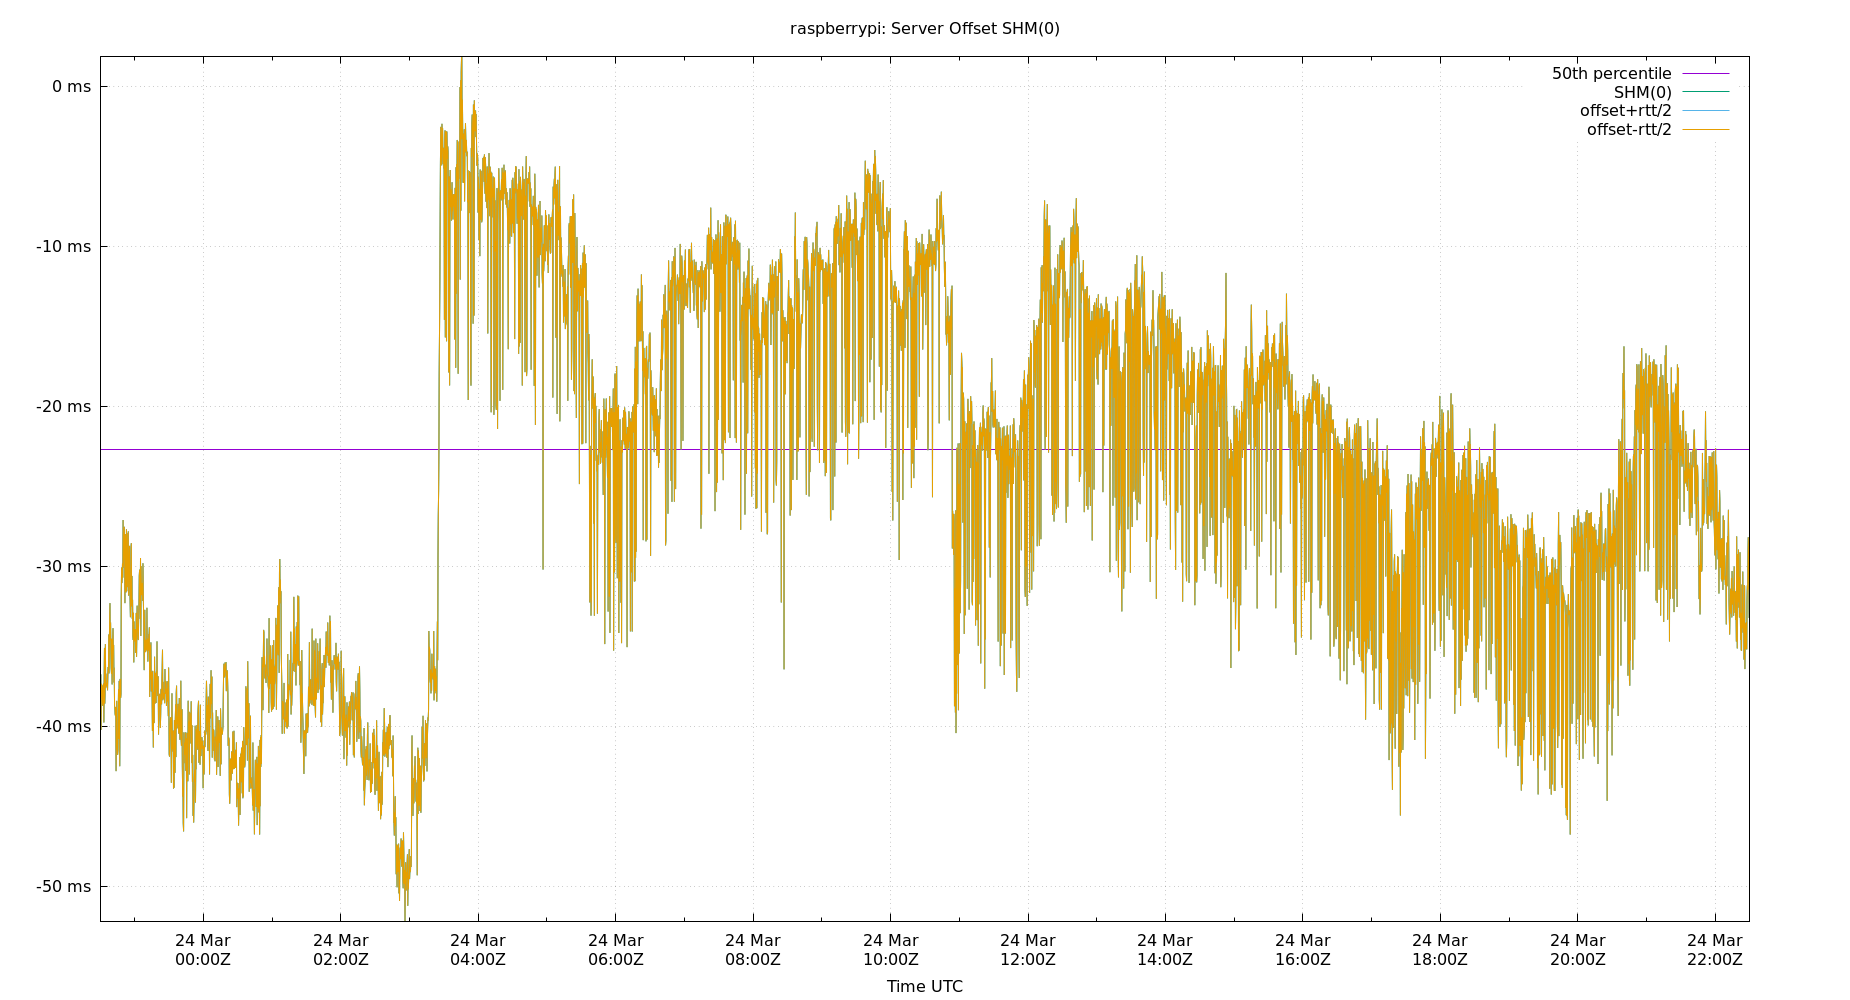 raspberrypi: Server Offset SHM(0)
50th percentile
SHM(0)
offset+rtt/2
offset-rtt/2
0 ms
-10 ms
-20 ms
-30 ms
-40 ms
-50 ms
24 Mar 24 Mar 24 Mar 24 Mar 24 Mar 24 Mar 24 Mar 24 Mar 24 Mar 24 Mar 24 Mar 24 Mar
00:00Z 02:00Z 04:00Z 06:00Z 08:00Z 10:00Z 12:00Z 14:00Z 16:00Z 18:00Z 20:00Z 22:00Z
Time UTC